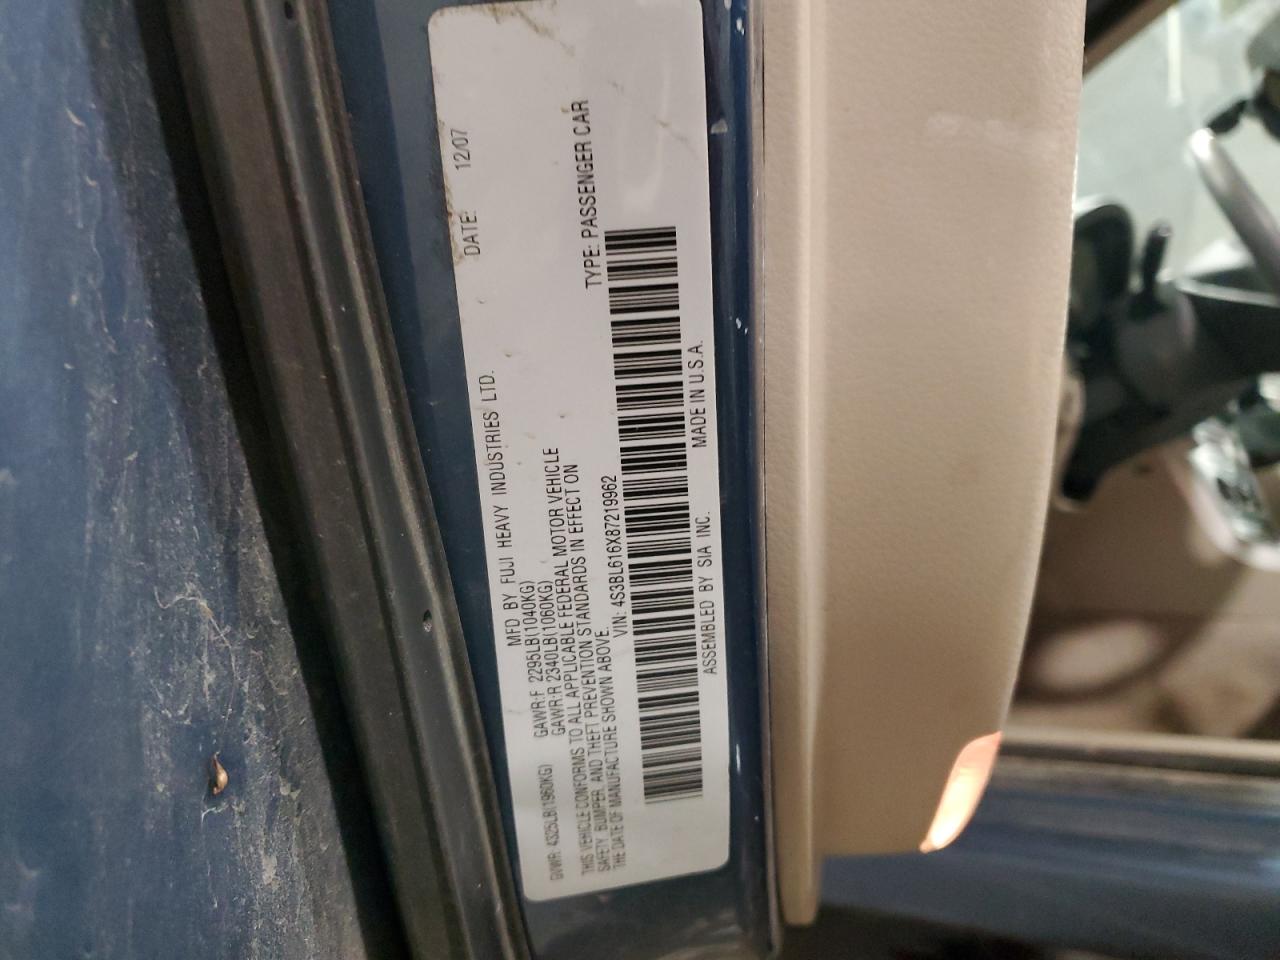 MFD BY FUJI HEAVY INDUSTRIES LTD. DATE: 12/07
GVWR: 4325LB(1960KG) GAWR:F 2295LB(1040KG)
GAWR:R 2340LB(1060KG)
THIS VEHICLE CONFORMS TO ALL APPLICABLE FEDERAL MOTOR VEHICLE
SAFETY, BUMPER, AND THEFT PREVENTION STANDARDS IN EFFECT ON
THE DATE OF MANUFACTURE SHOWN ABOVE.
VIN: 4S3BL616X87219962 TYPE: PASSENGER CAR
ASSEMBLED BY SIA INC. MADE IN U.S.A.